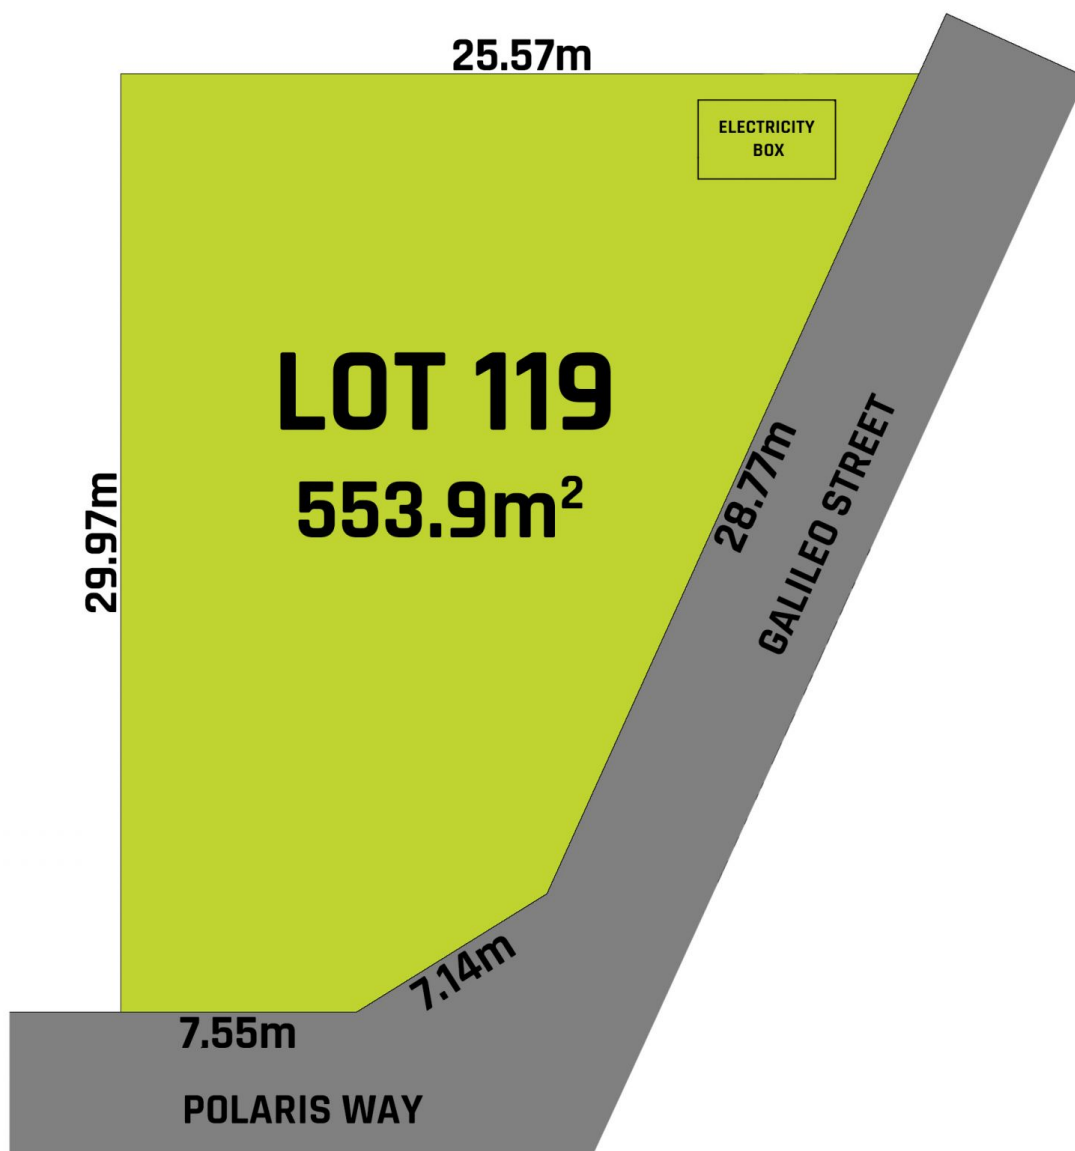 25.57m
ELECTRICITY
BOX
LOT 119
553.9m²
29.97m
28.77m
GALILEO STREET
7.14m
7.55m
POLARIS WAY